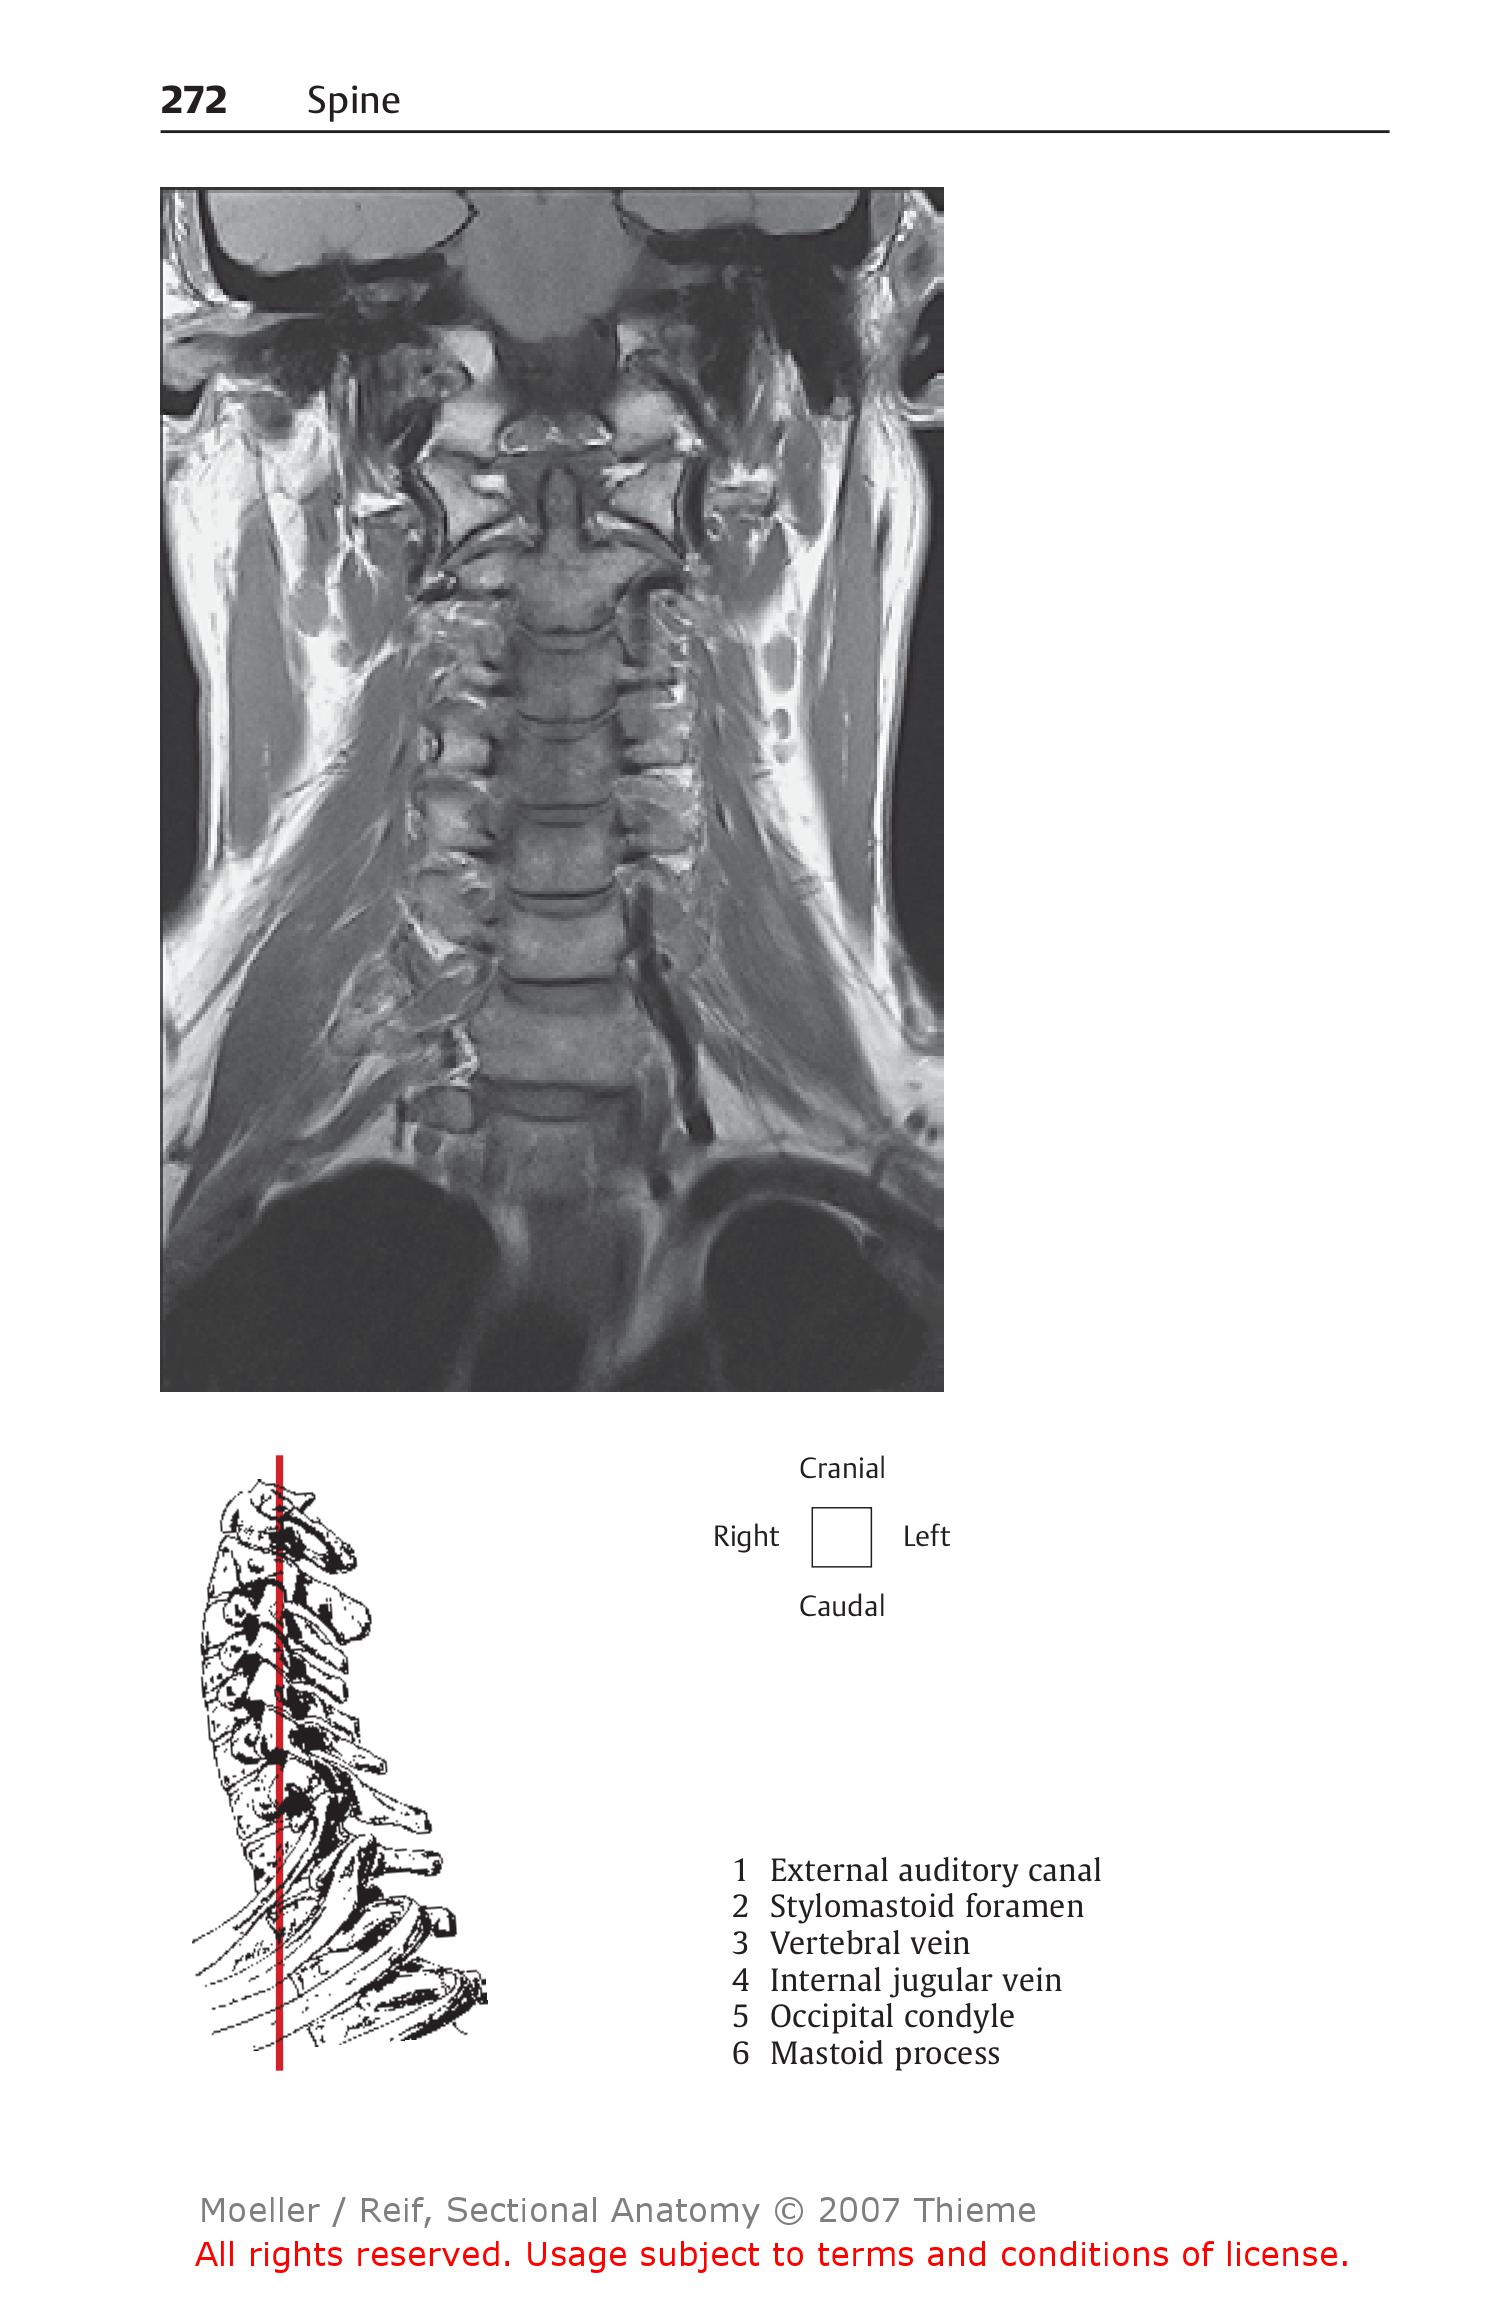 272 Spine
Cranial
Right Left
Caudal
1 External auditory canal
2 Stylomastoid foramen
3 Vertebral vein
4 Internal jugular vein
5 Occipital condyle
6 Mastoid process
Moeller / Reif, Sectional Anatomy © 2007 Thieme
All rights reserved. Usage subject to terms and conditions of license.